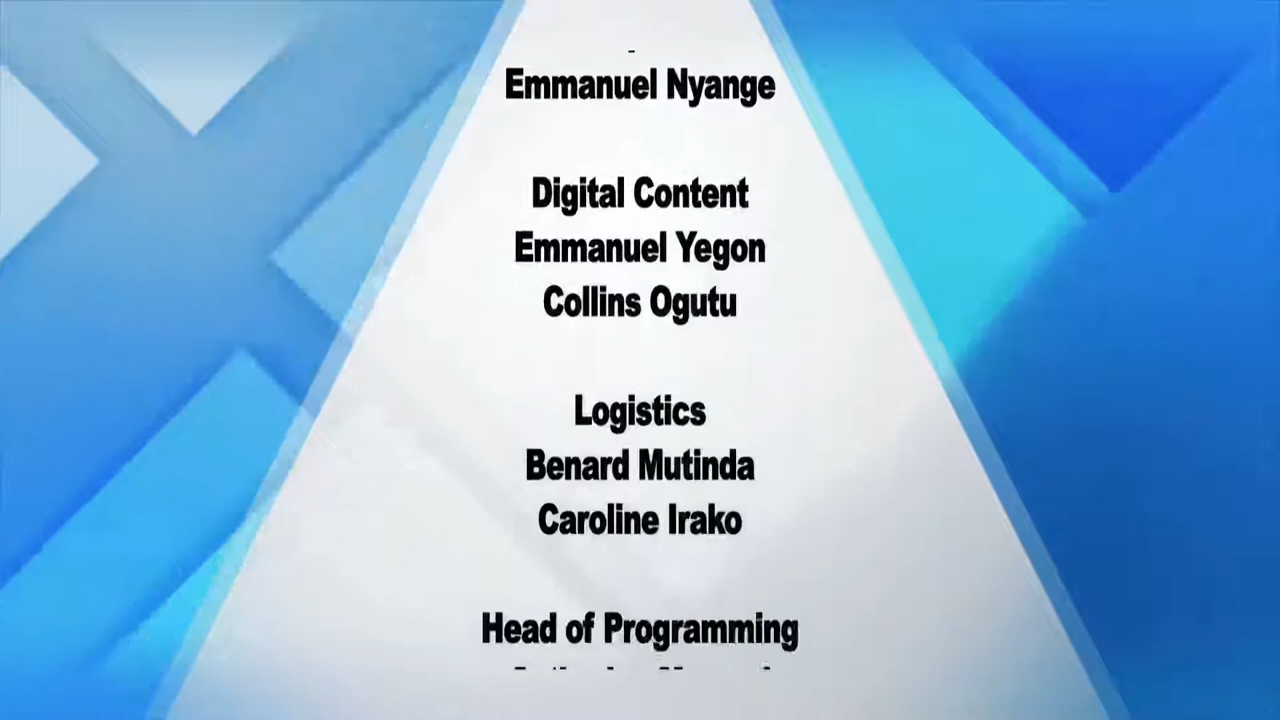 Emmanuel Nyange
Digital Content
Emmanuel Yegon
Collins Ogutu
Logistics
Benard Mutinda
Caroline Irako
Head of Programming